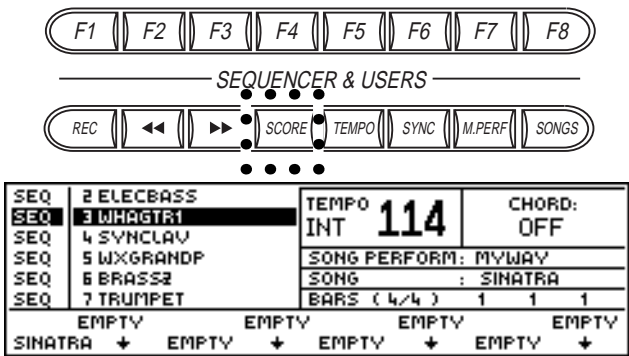 F1 F2 F3 F4 F5 F6 F7 F8
SEQUENCER & USERS
REC ◀◀ ▶▶ SCORE TEMPO SYNC M.PERF SONGS
SEQ 2 ELECBASS
SEQ 3 WHAGTR1
SEQ 4 SYNCLAV
SEQ 5 WXGRANDP
SEQ 6 BRASS2
SEQ 7 TRUMPET
TEMPO INT 114
CHORD: OFF
SONG PERFORM: MYWAY
SONG : SINATRA
BARS ( 4/4 ) 1 1 1
EMPTY EMPTY EMPTY EMPTY
SINATRA ↓ EMPTY ↓ EMPTY ↓ EMPTY ↓